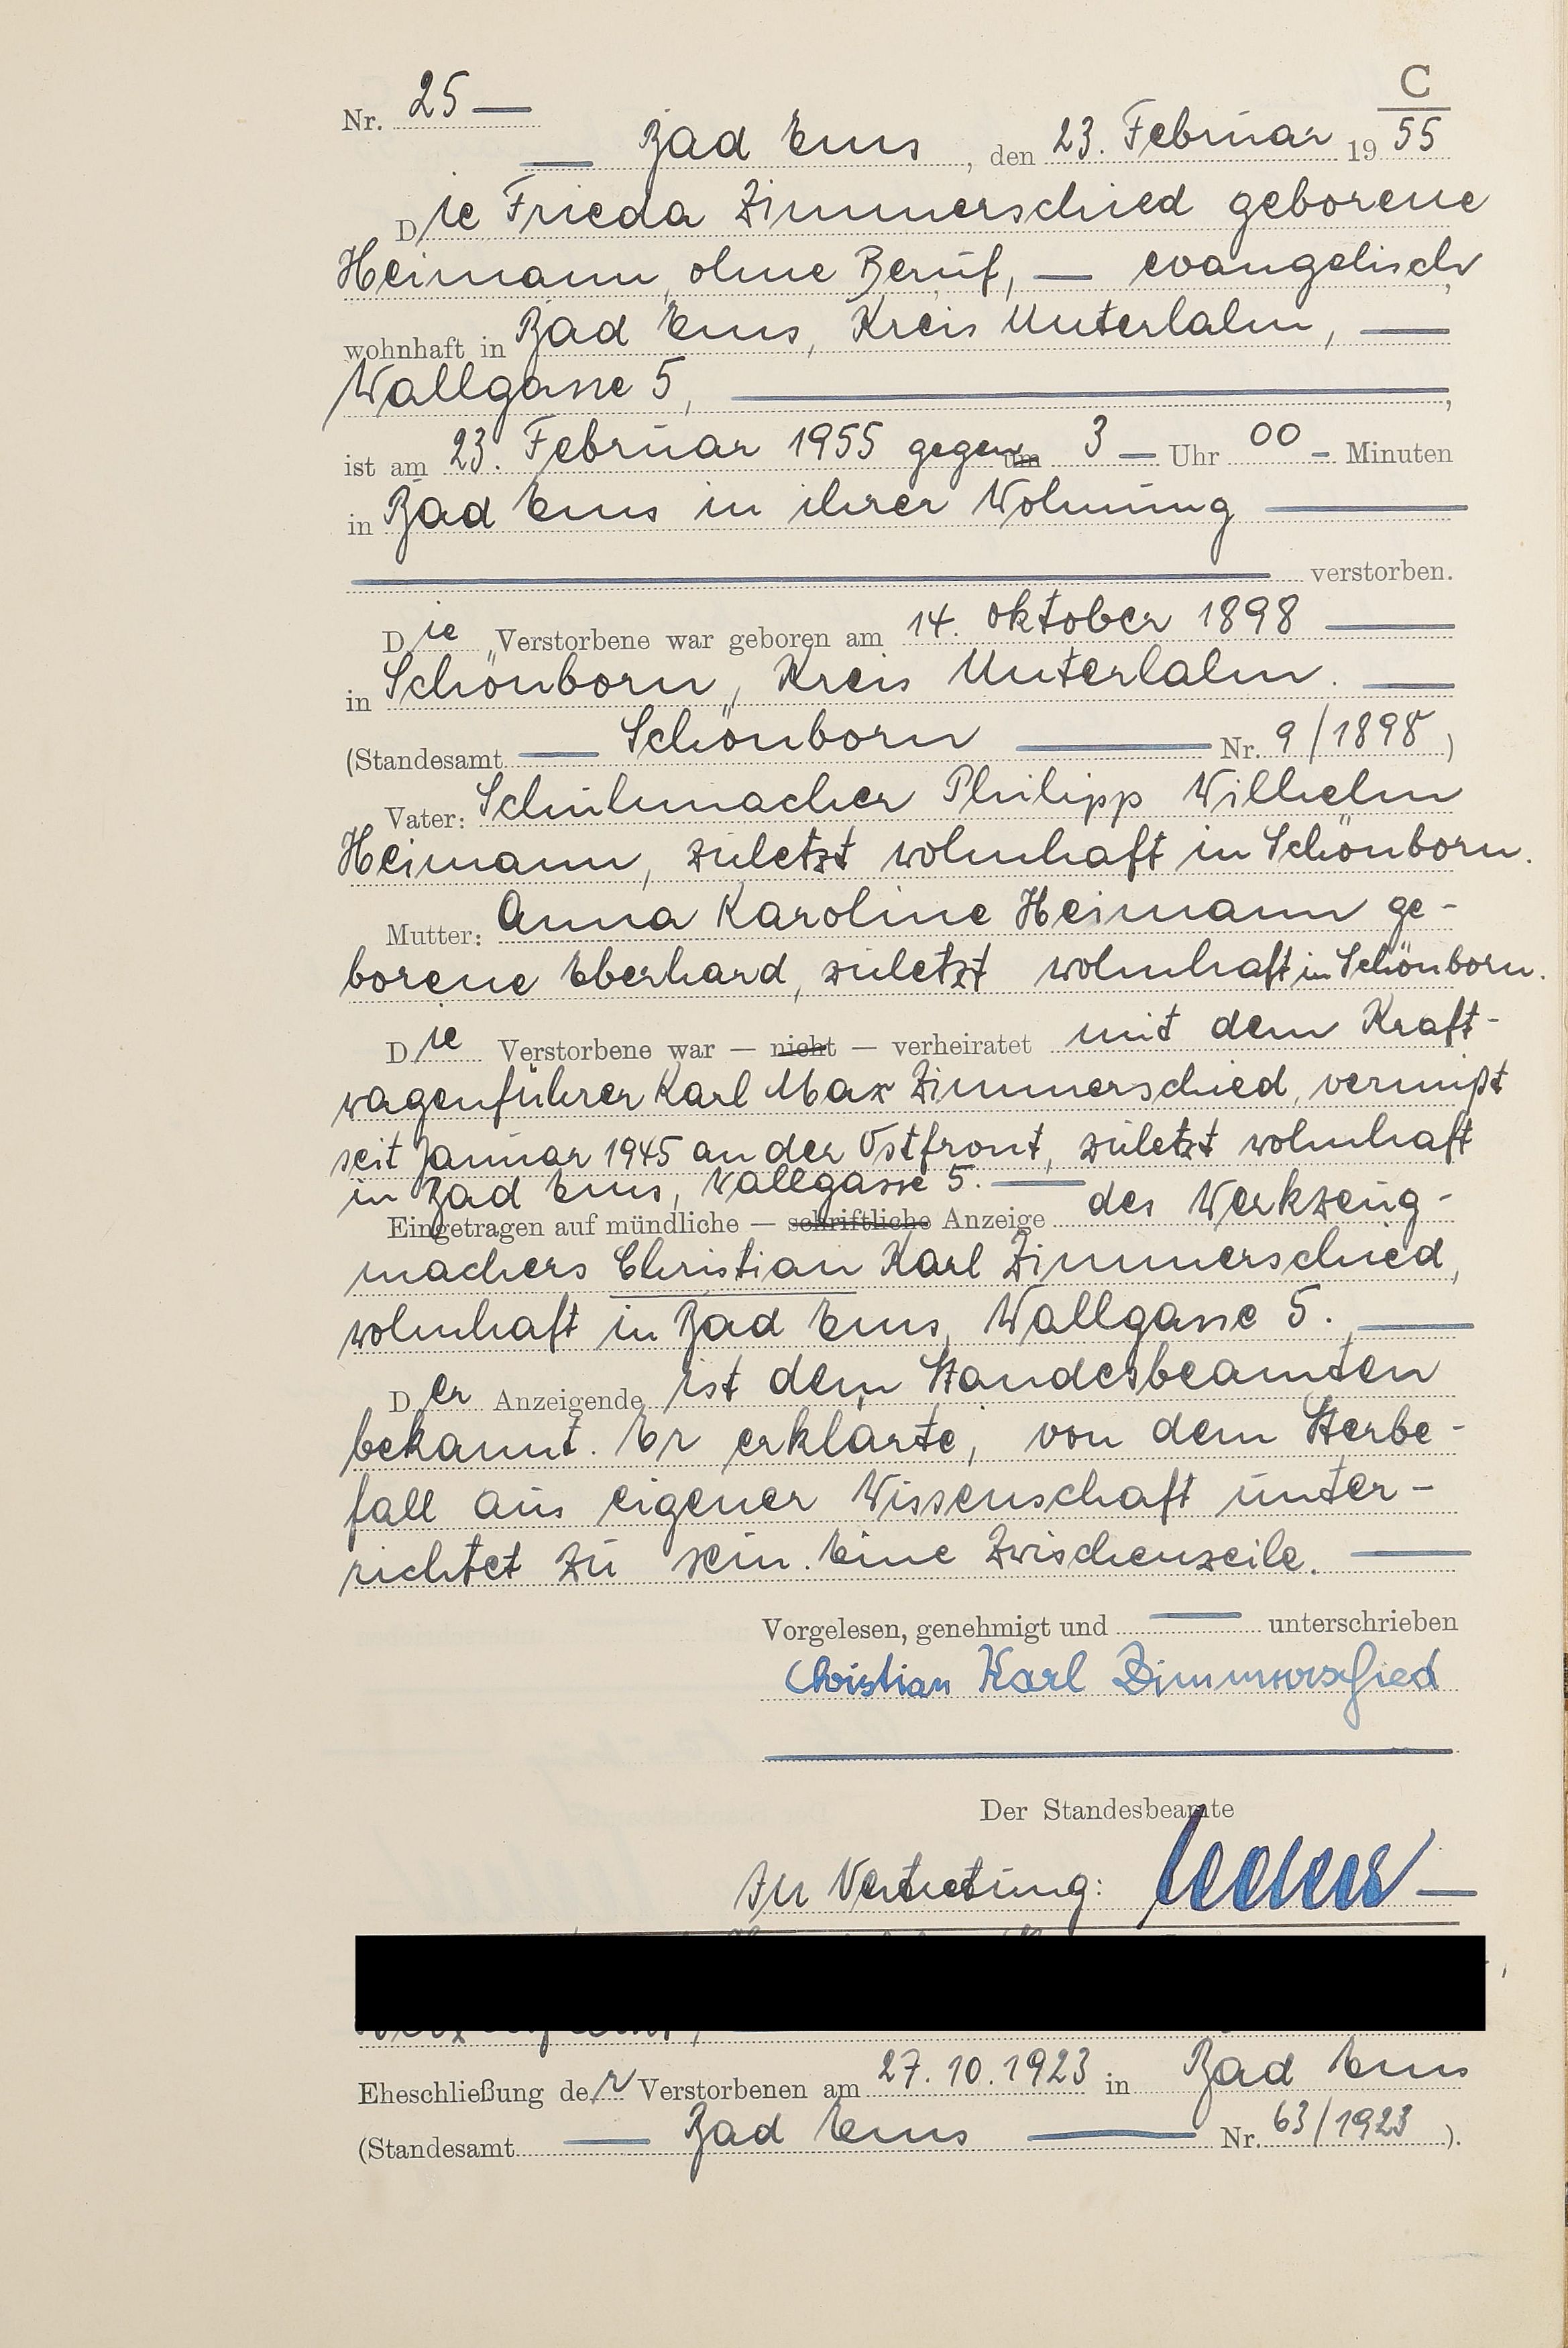 C
Nr. 25 —
— Bad Ems, den 23. Februar 19 55
Die Frieda Zimmerschied geborene
Heimann, ohne Beruf, — evangelisch,
wohnhaft in Bad Ems, Kreis Unterlahn, —
Wallgasse 5, —,
ist am 23. Februar 1955 gegen um 3 — Uhr 00 — Minuten
in Bad Ems in ihrer Wohnung —
— verstorben.
Die Verstorbene war geboren am 14. Oktober 1898 —
in Schönborn, Kreis Unterlahn. —
(Standesamt — Schönborn — Nr. 9/1898)
Vater: Schuhmacher Philipp Wilhelm
Heimann, zuletzt wohnhaft in Schönborn.
Mutter: Anna Karoline Heimann ge-
borene Eberhard, zuletzt wohnhaft in Schönborn.
Die Verstorbene war — nicht — verheiratet mit dem Kraft-
wagenführer Karl Max Zimmerschied, vermißt
seit Januar 1945 an der Ostfront, zuletzt wohnhaft
in Bad Ems, Wallgasse 5. —
Eingetragen auf mündliche — schriftliche Anzeige des Werkzeug-
machers Christian Karl Zimmerschied,
wohnhaft in Bad Ems, Wallgasse 5. —
Der Anzeigende ist dem Standesbeamten
bekannt. Er erklärte, von dem Sterbe-
fall aus eigener Wissenschaft unter-
richtet zu sein. Eine Zwischenzeile. —
Vorgelesen, genehmigt und — unterschrieben
Christian Karl Zimmerschied
Der Standesbeamte
In Vertretung:
Eheschließung der Verstorbenen am 27.10.1923 in Bad Ems
(Standesamt — Bad Ems — Nr. 63/1923).